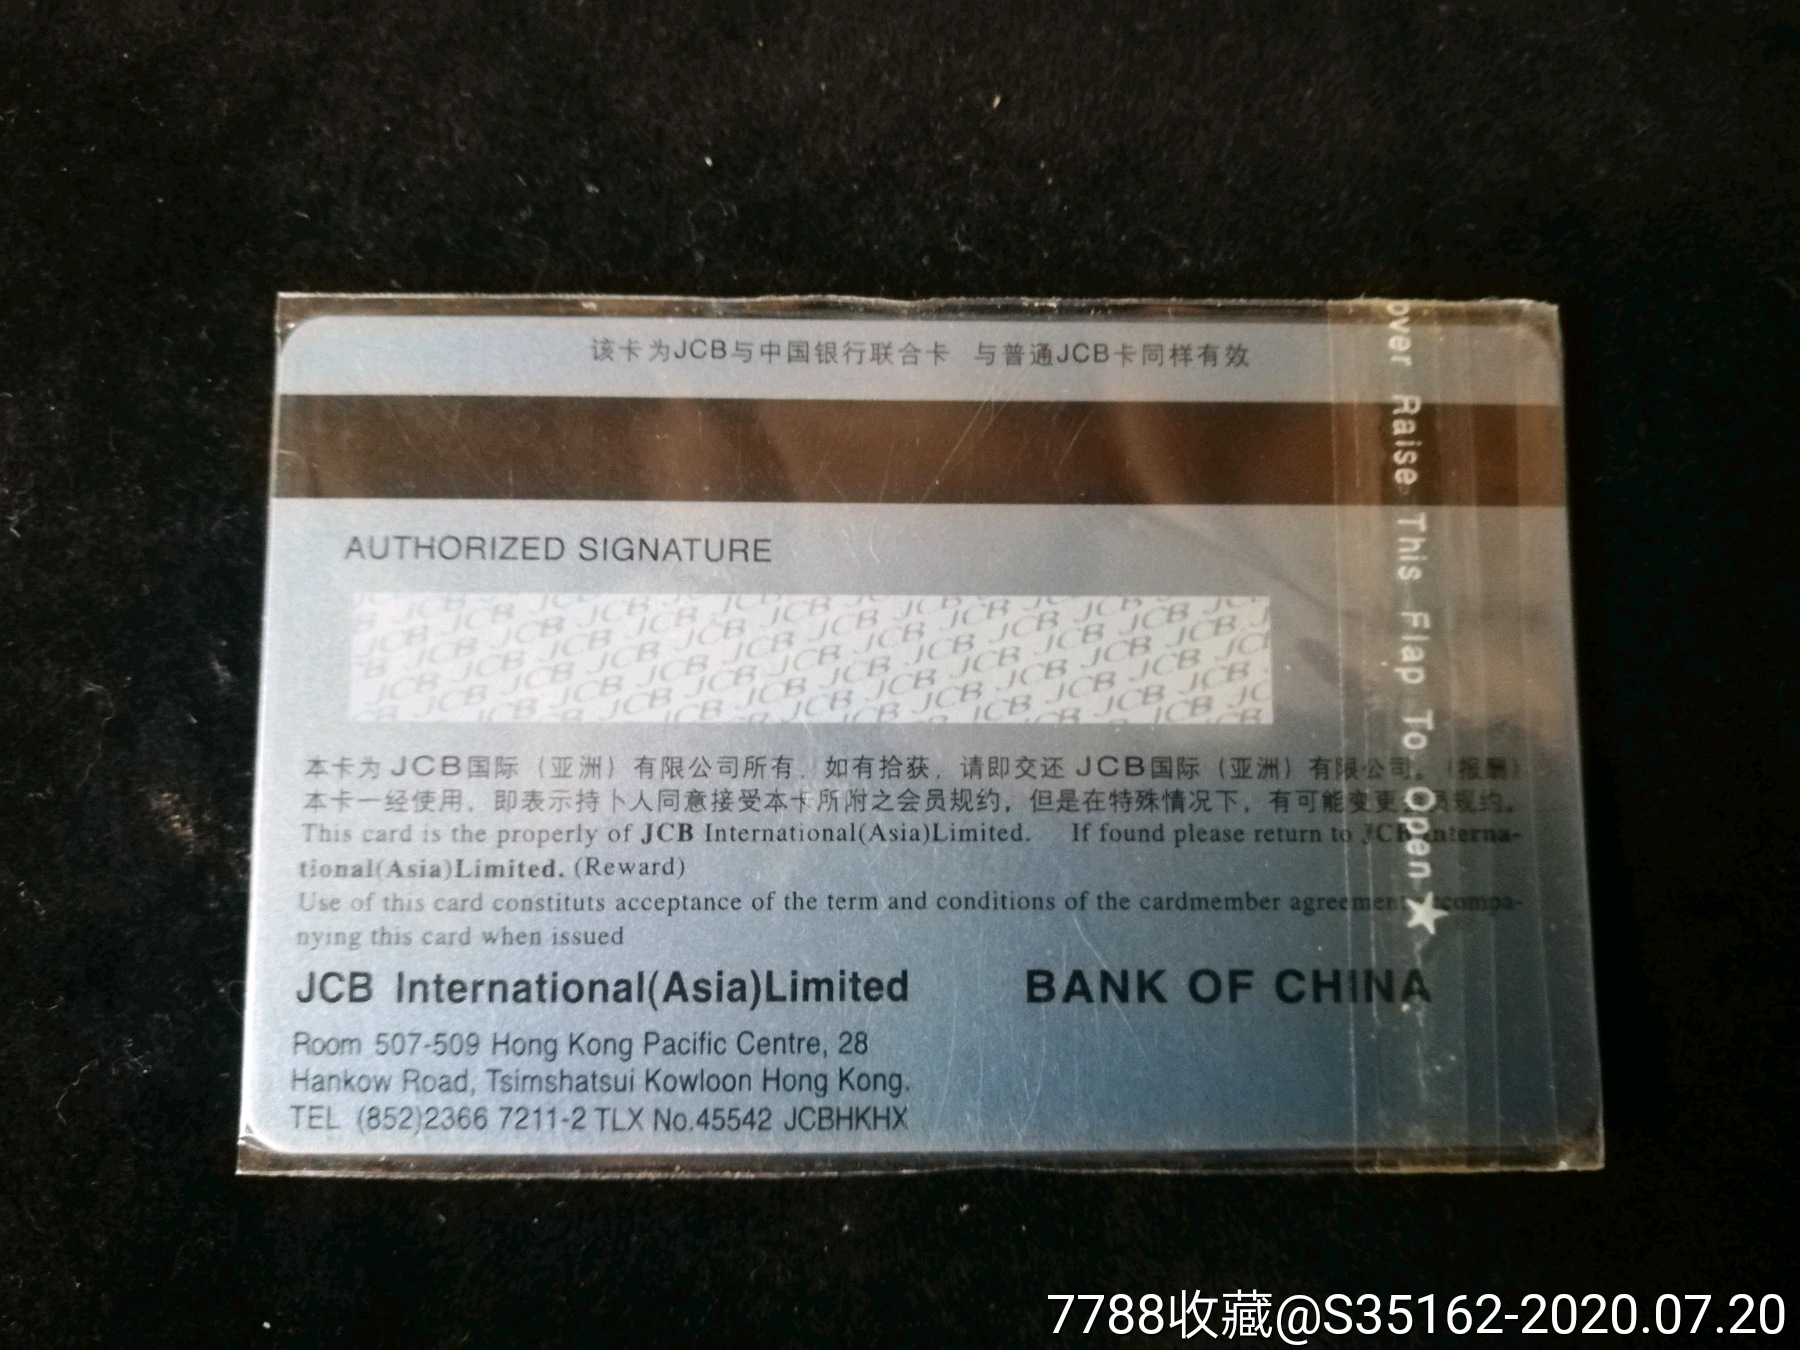 该卡为JCB与中国银行联合卡 与普通JCB卡同样有效
AUTHORIZED SIGNATURE
本卡为JCB国际（亚洲）有限公司所有，如有拾获，请即交还JCB国际（亚洲）有限公司。（报酬）
本卡一经使用，即表示持卜人同意接受本卡所附之会员规约，但是在特殊情况下，有可能变更会员规约。
This card is the properly of JCB International(Asia)Limited. If found please return to JCB Interna-
tional(Asia)Limited. (Reward)
Use of this card constituts acceptance of the term and conditions of the cardmember agreement accompa-
nying this card when issued
JCB International(Asia)Limited BANK OF CHINA
Room 507-509 Hong Kong Pacific Centre, 28
Hankow Road, Tsimshatsui Kowloon Hong Kong.
TEL (852)2366 7211-2 TLX No.45542 JCBHKHX
over Raise This Flap To Open★
7788收藏@S35162-2020.07.20